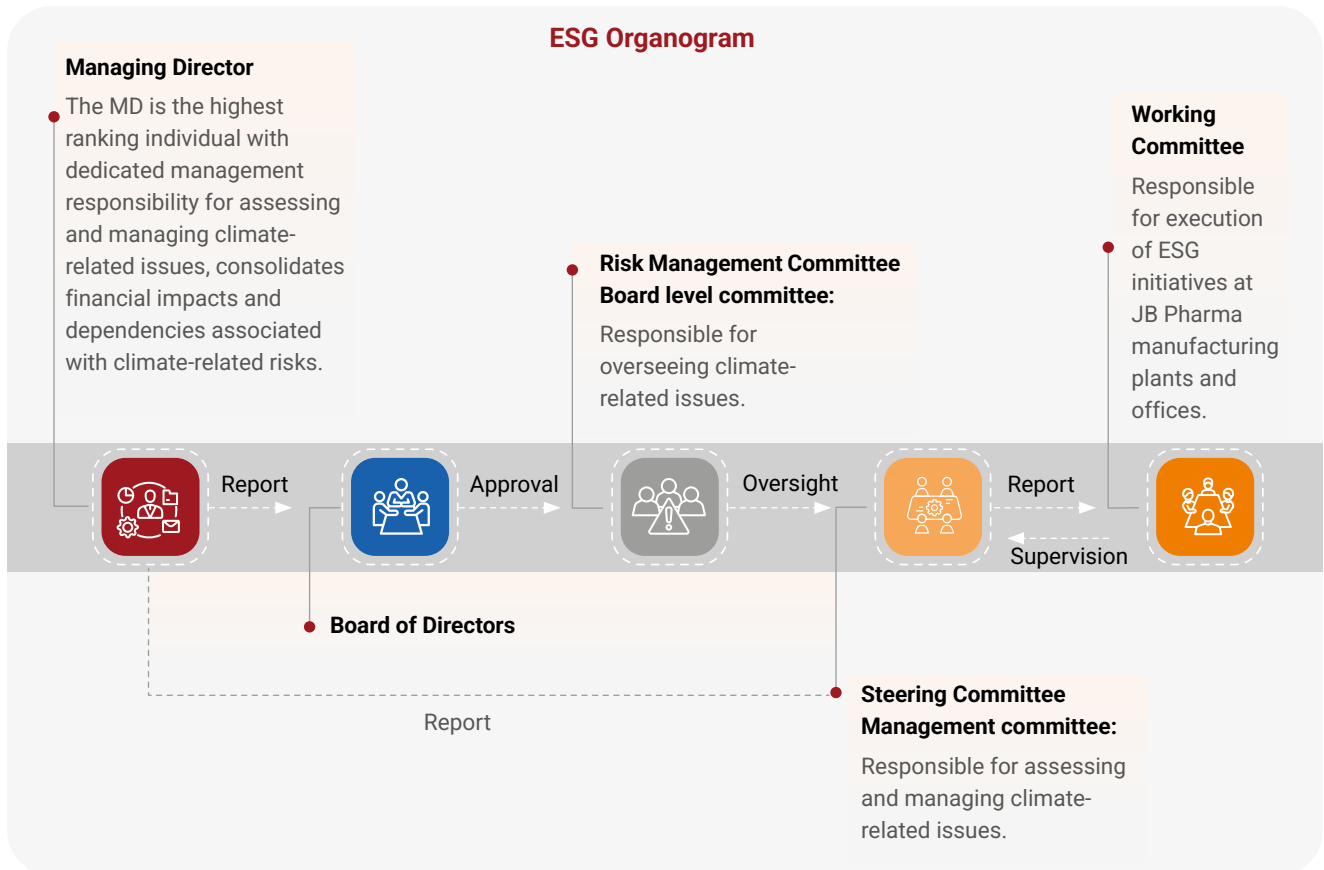 ESG Organogram
Managing Director
The MD is the highest
ranking individual with
dedicated management
responsibility for assessing
and managing climate-
related issues, consolidates
financial impacts and
dependencies associated
with climate-related risks.
Risk Management Committee
Board level committee:
Responsible for
overseeing climate-
related issues.
Working
Committee
Responsible
for execution
of ESG
initiatives at
JB Pharma
manufacturing
plants and
offices.
Report
Approval
Oversight
Report
Supervision
Board of Directors
Report
Steering Committee
Management committee:
Responsible for assessing
and managing climate-
related issues.